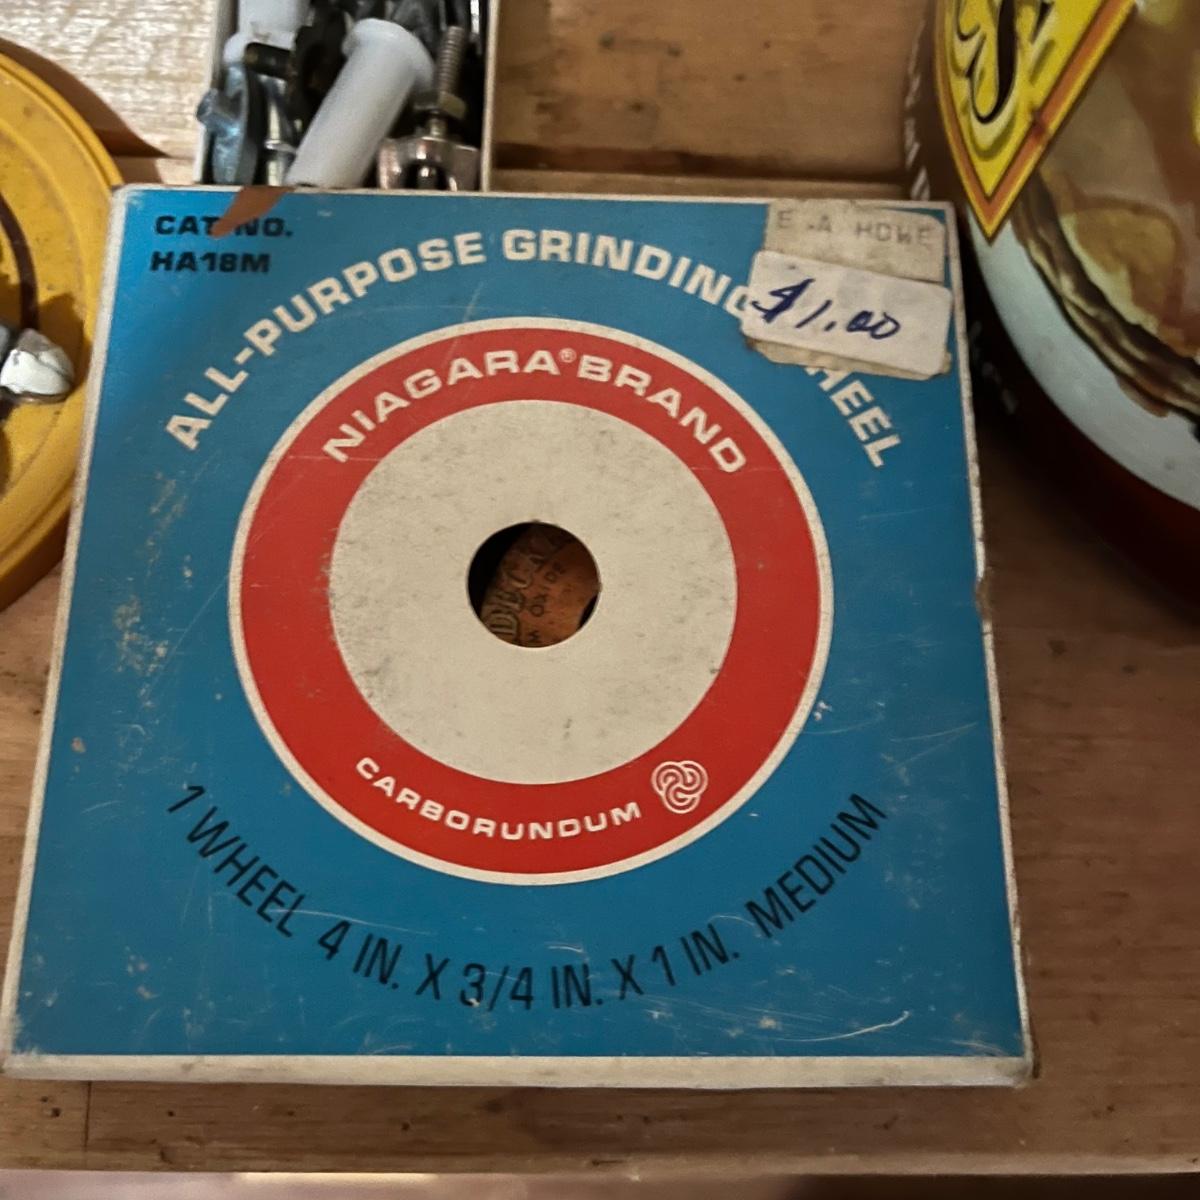 CAT. NO.
HA18M
ALL-PURPOSE GRINDING WHEEL
E A HOWE
$1.00
NIAGARA® BRAND
OXIDE
CARBORUNDUM
1 WHEEL 4 IN. X 3/4 IN. X 1 IN. MEDIUM
S